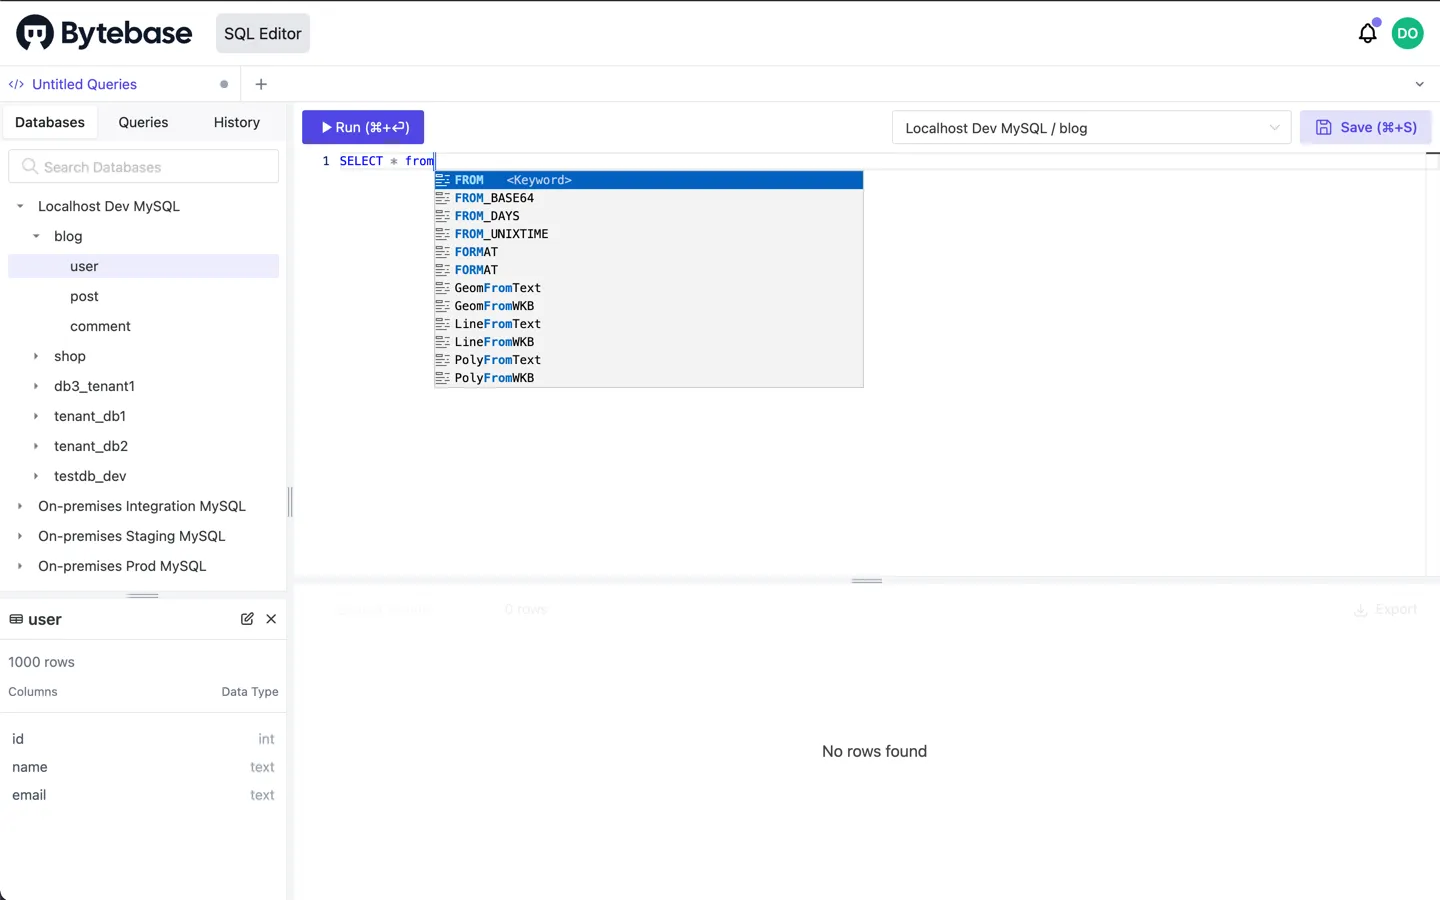 Bytebase
SQL Editor
DO
</> Untitled Queries
Databases Queries History
Run (⌘+⏎)
Localhost Dev MySQL / blog
Save (⌘+S)
Search Databases
Localhost Dev MySQL
blog
user
post
comment
shop
db3_tenant1
tenant_db1
tenant_db2
testdb_dev
On-premises Integration MySQL
On-premises Staging MySQL
On-premises Prod MySQL
1 SELECT * from
FROM <Keyword>
FROM_BASE64
FROM_DAYS
FROM_UNIXTIME
FORMAT
FORMAT
GeomFromText
GeomFromWKB
LineFromText
LineFromWKB
PolyFromText
PolyFromWKB
user
1000 rows
Columns Data Type
id int
name text
email text
0 rows
Export
No rows found